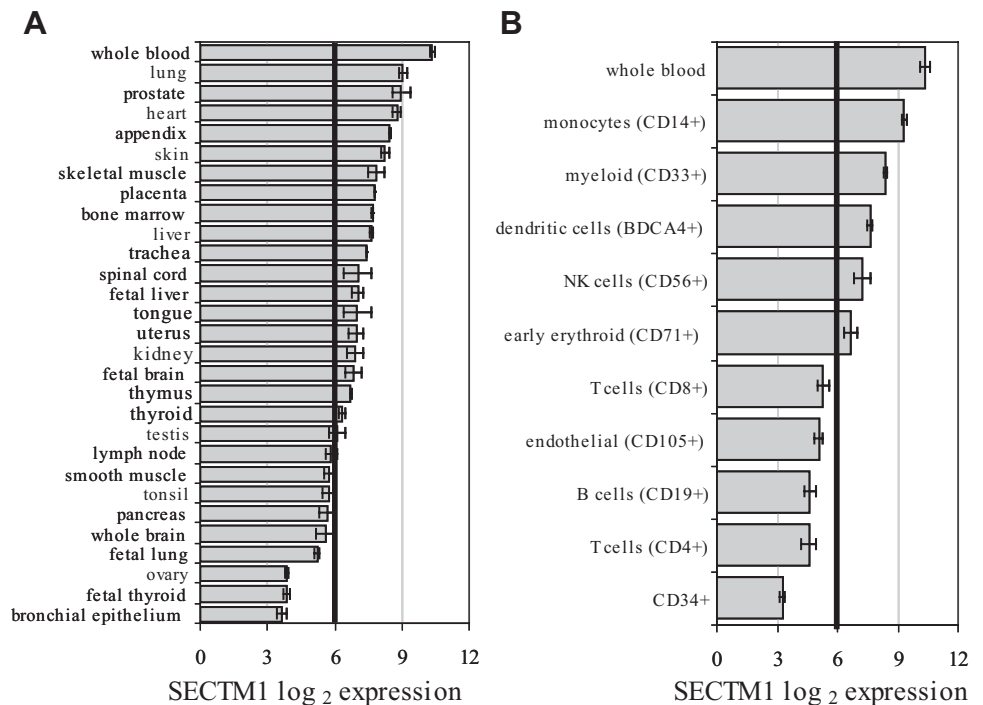 A
whole blood
lung
prostate
heart
appendix
skin
skeletal muscle
placenta
bone marrow
liver
trachea
spinal cord
fetal liver
tongue
uterus
kidney
fetal brain
thymus
thyroid
testis
lymph node
smooth muscle
tonsil
pancreas
whole brain
fetal lung
ovary
fetal thyroid
bronchial epithelium
0 3 6 9 12
SECTM1 log 2 expression
B
whole blood
monocytes (CD14+)
myeloid (CD33+)
dendritic cells (BDCA4+)
NK cells (CD56+)
early erythroid (CD71+)
Tcells (CD8+)
endothelial (CD105+)
B cells (CD19+)
Tcells (CD4+)
CD34+
0 3 6 9 12
SECTM1 log 2 expression